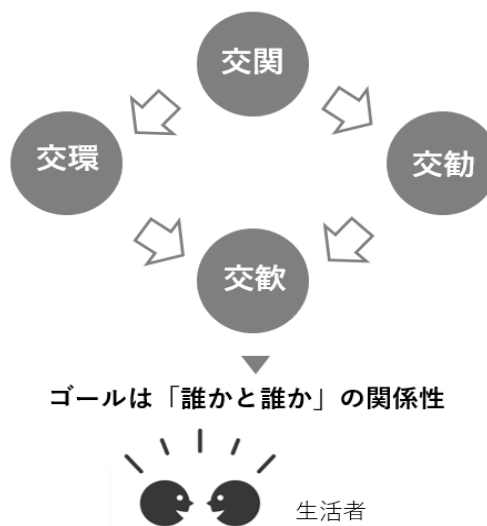 交関
交環
交勧
交歓
ゴールは「誰かと誰か」の関係性
生活者